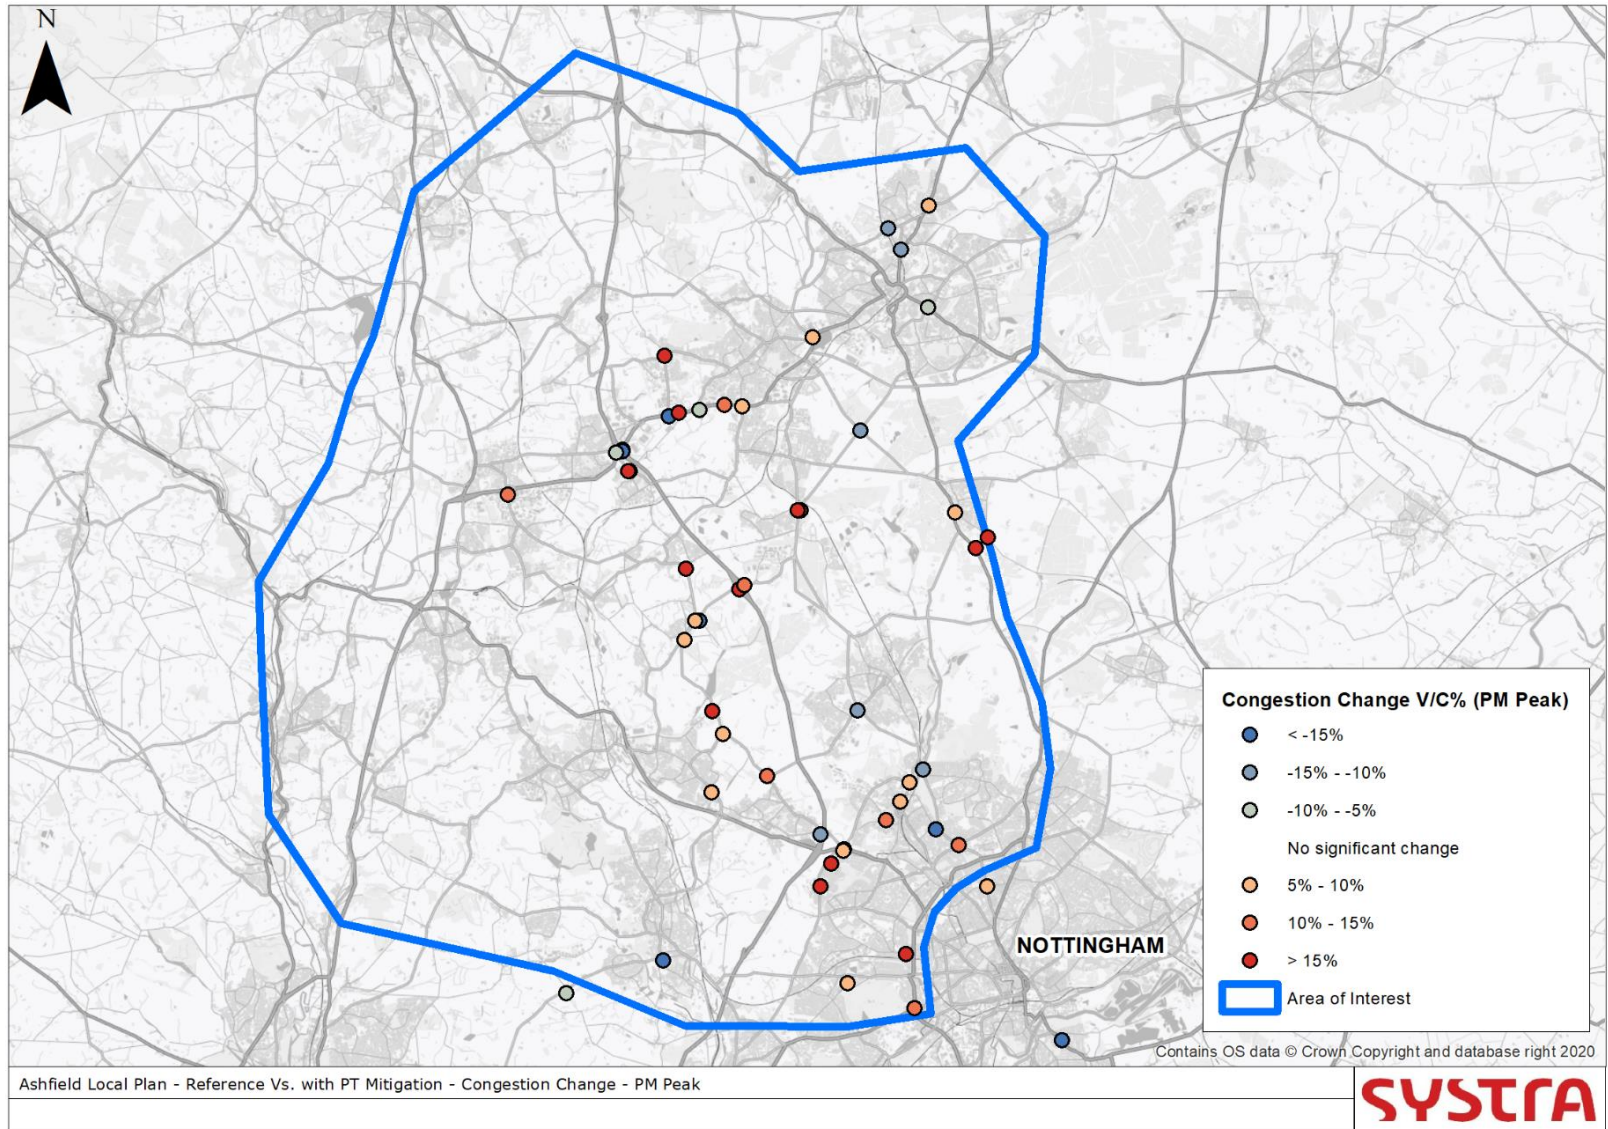 N
NOTTINGHAM
Congestion Change V/C% (PM Peak)
< -15%
-15% - -10%
-10% - -5%
No significant change
5% - 10%
10% - 15%
> 15%
Area of Interest
Contains OS data © Crown Copyright and database right 2020
Ashfield Local Plan - Reference Vs. with PT Mitigation - Congestion Change - PM Peak
SYSTRA